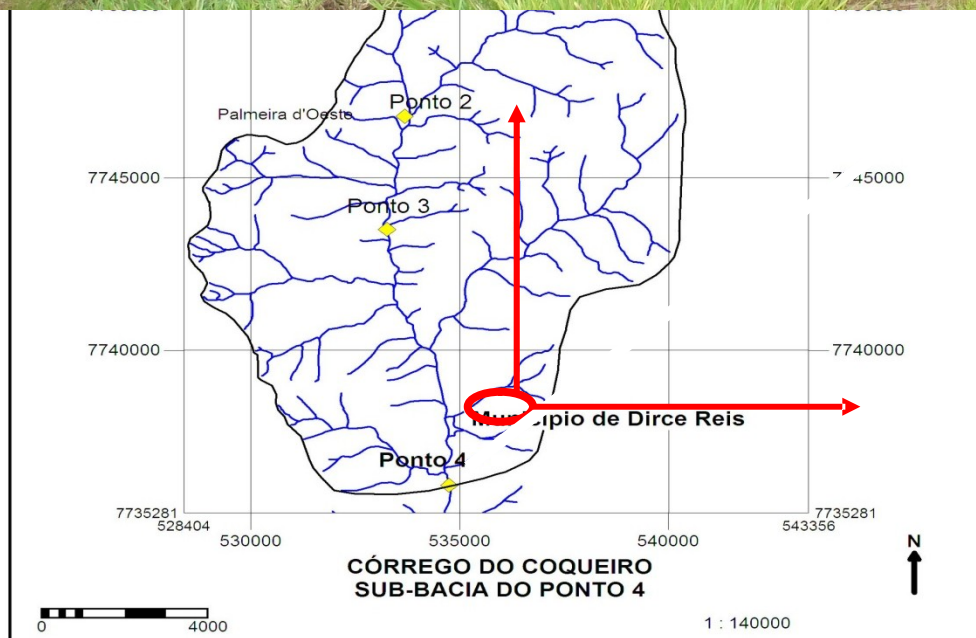 Ponto 2
Palmeira d'Oeste
7745000
45000
Ponto 3
7740000
7740000
Município de Dirce Reis
Ponto 4
7735281
7735281
528404
543356
530000
535000
540000
N
CÓRREGO DO COQUEIRO
SUB-BACIA DO PONTO 4
0
4000
1 : 140000